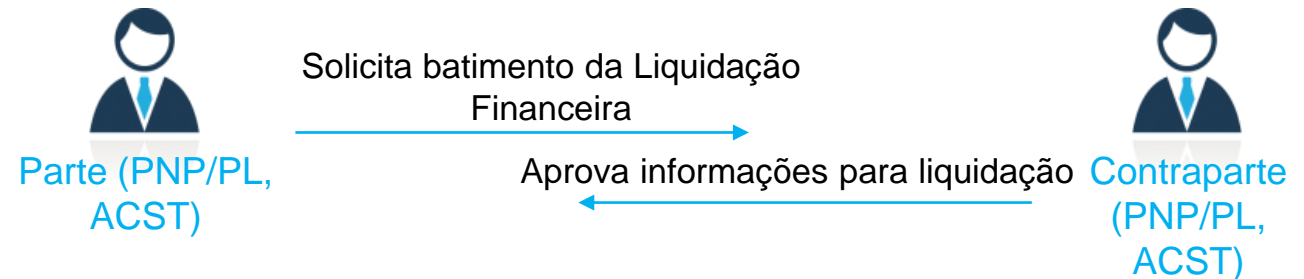 Solicita batimento da Liquidação
Financeira
Parte (PNP/PL,
ACST)
Aprova informações para liquidação
Contraparte
(PNP/PL,
ACST)